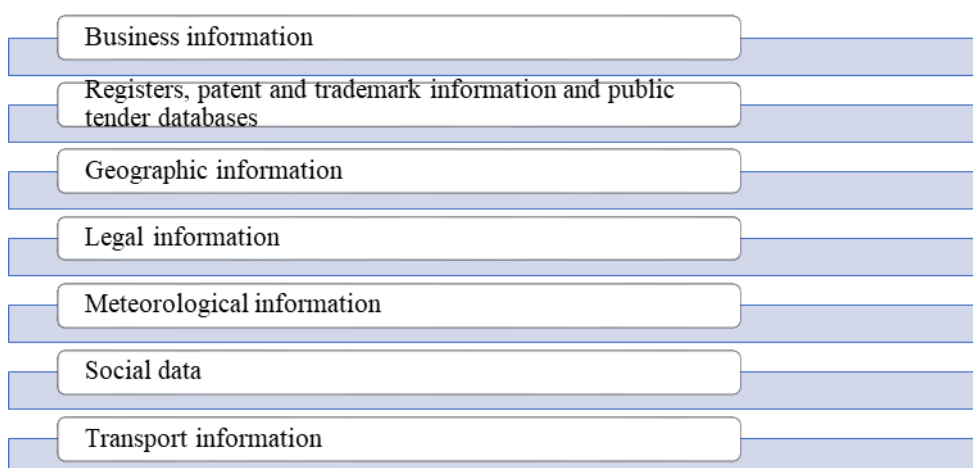 Business information
Registers, patent and trademark information and public
tender databases
Geographic information
Legal information
Meteorological information
Social data
Transport information